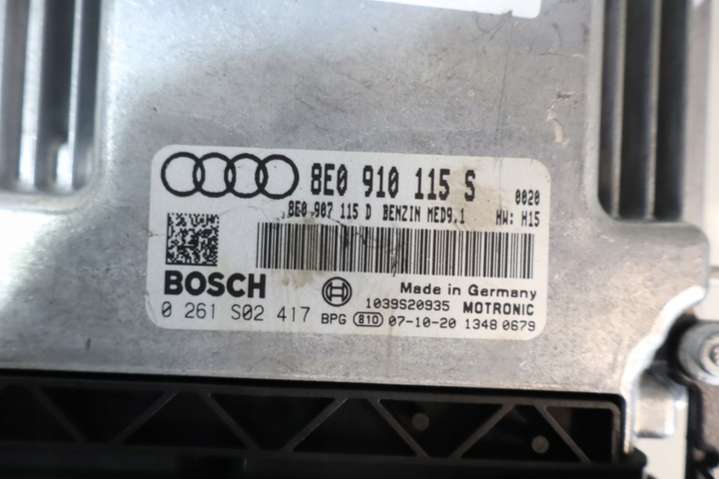 8E0 910 115 S 0020
8E0 907 115 D BENZIN MED9.1 HW: H15
BOSCH Made in Germany
1039S20935 MOTRONIC
0 261 S02 417 BPG 810 07-10-20 1348 0679